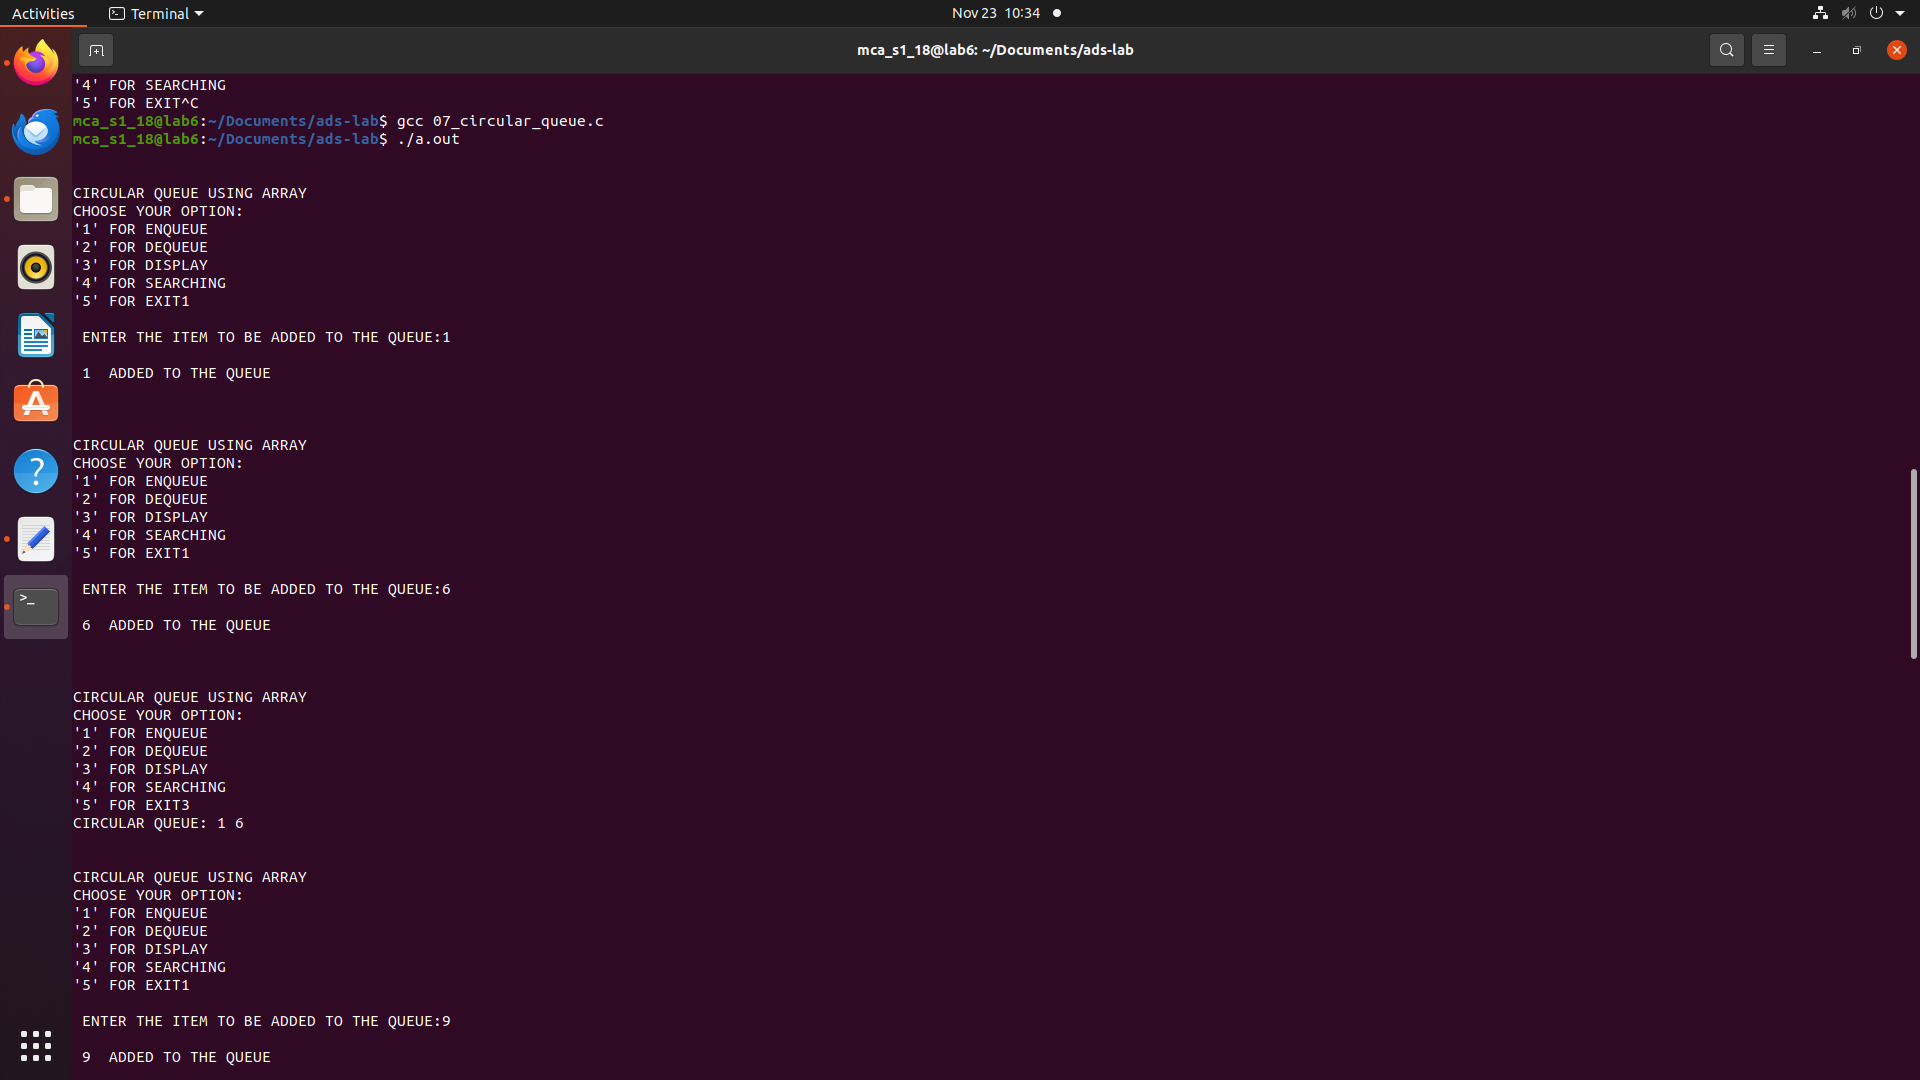 Activities
Terminal
Nov 23 10:34
mca_s1_18@lab6: ~/Documents/ads-lab
'4' FOR SEARCHING
'5' FOR EXIT^C
mca_s1_18@lab6:~/Documents/ads-lab$ gcc 07_circular_queue.c
mca_s1_18@lab6:~/Documents/ads-lab$ ./a.out
CIRCULAR QUEUE USING ARRAY
CHOOSE YOUR OPTION:
'1' FOR ENQUEUE
'2' FOR DEQUEUE
'3' FOR DISPLAY
'4' FOR SEARCHING
'5' FOR EXIT1
ENTER THE ITEM TO BE ADDED TO THE QUEUE:1
1  ADDED TO THE QUEUE
CIRCULAR QUEUE USING ARRAY
CHOOSE YOUR OPTION:
'1' FOR ENQUEUE
'2' FOR DEQUEUE
'3' FOR DISPLAY
'4' FOR SEARCHING
'5' FOR EXIT1
ENTER THE ITEM TO BE ADDED TO THE QUEUE:6
6  ADDED TO THE QUEUE
CIRCULAR QUEUE USING ARRAY
CHOOSE YOUR OPTION:
'1' FOR ENQUEUE
'2' FOR DEQUEUE
'3' FOR DISPLAY
'4' FOR SEARCHING
'5' FOR EXIT3
CIRCULAR QUEUE: 1 6
CIRCULAR QUEUE USING ARRAY
CHOOSE YOUR OPTION:
'1' FOR ENQUEUE
'2' FOR DEQUEUE
'3' FOR DISPLAY
'4' FOR SEARCHING
'5' FOR EXIT1
ENTER THE ITEM TO BE ADDED TO THE QUEUE:9
9  ADDED TO THE QUEUE